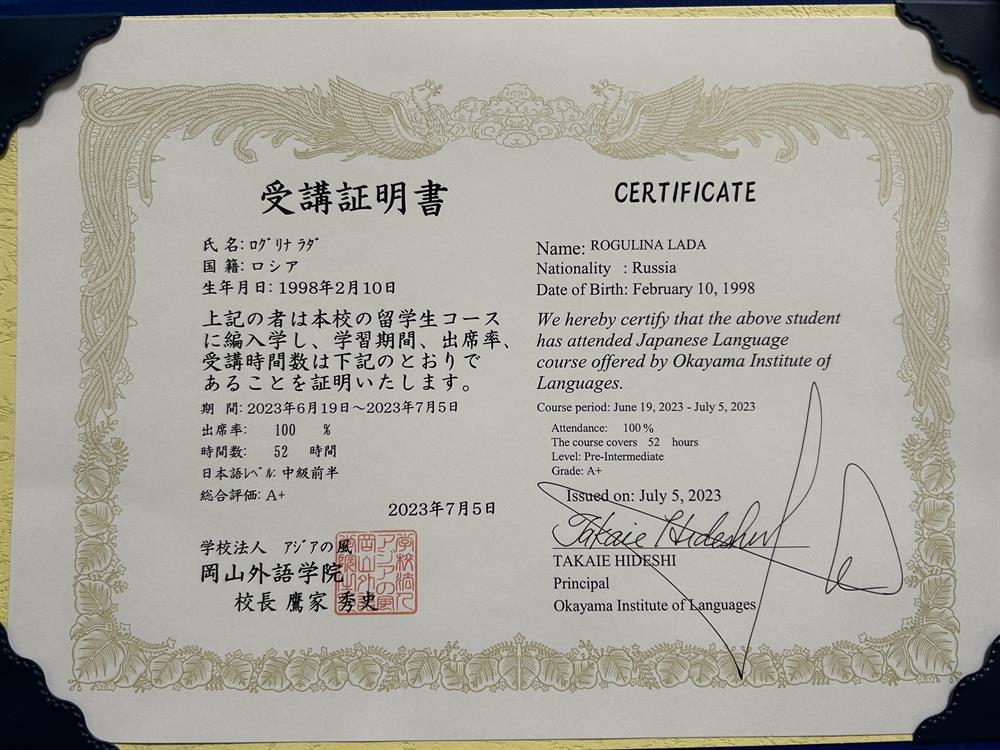 受講証明書
氏 名: ﾛｸﾞﾘﾅ ﾗﾀﾞ
国 籍: ロシア
生年月日: 1998年2月10日
上記の者は本校の留学生コース
に編入学し、学習期間、出席率、
受講時間数は下記のとおりで
あることを証明いたします。
期 間: 2023年6月19日～2023年7月5日
出席率: 100 %
時間数: 52 時間
日本語ﾚﾍﾞﾙ: 中級前半
総合評価: A+
2023年7月5日
学校法人 ｱｼﾞｱの風
岡山外語学院
校長 鷹家 秀史
CERTIFICATE
Name: ROGULINA LADA
Nationality : Russia
Date of Birth: February 10, 1998
We hereby certify that the above student
has attended Japanese Language
course offered by Okayama Institute of
Languages.
Course period: June 19, 2023 - July 5, 2023
Attendance: 100 %
The course covers 52 hours
Level: Pre-Intermediate
Grade: A+
Issued on: July 5, 2023
Takaie Hideshi
TAKAIE HIDESHI
Principal
Okayama Institute of Languages